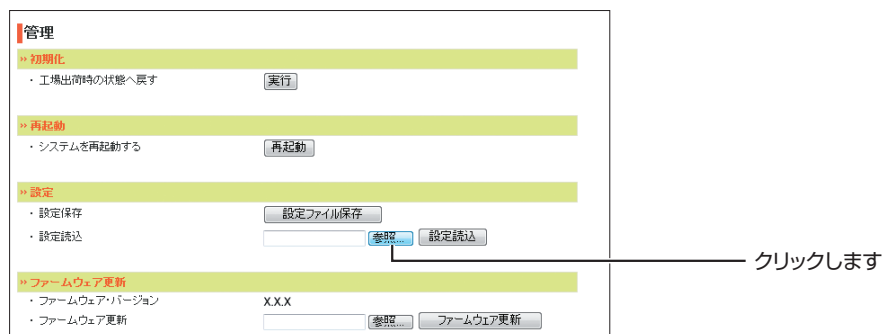 管理
» 初期化
・ 工場出荷時の状態へ戻す 実行
» 再起動
・ システムを再起動する 再起動
» 設定
・ 設定保存 設定ファイル保存
・ 設定読込 参照... 設定読込
クリックします
» ファームウェア更新
・ ファームウェア・バージョン X.X.X
・ ファームウェア更新 参照... ファームウェア更新